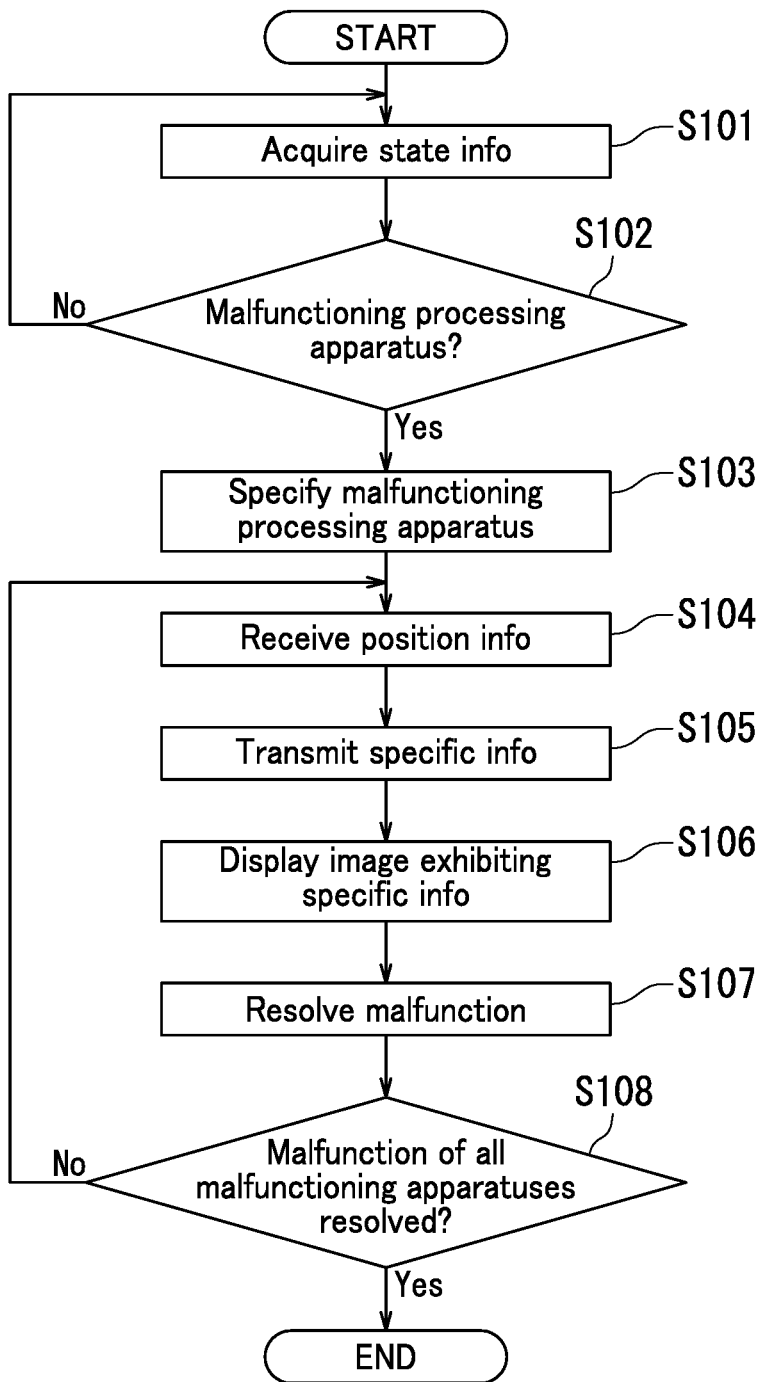 START
Acquire state info
S101
S102
Malfunctioning processing
apparatus?
No
Yes
Specify malfunctioning
processing apparatus
S103
Receive position info
S104
Transmit specific info
S105
Display image exhibiting
specific info
S106
Resolve malfunction
S107
S108
Malfunction of all
malfunctioning apparatuses
resolved?
No
Yes
END